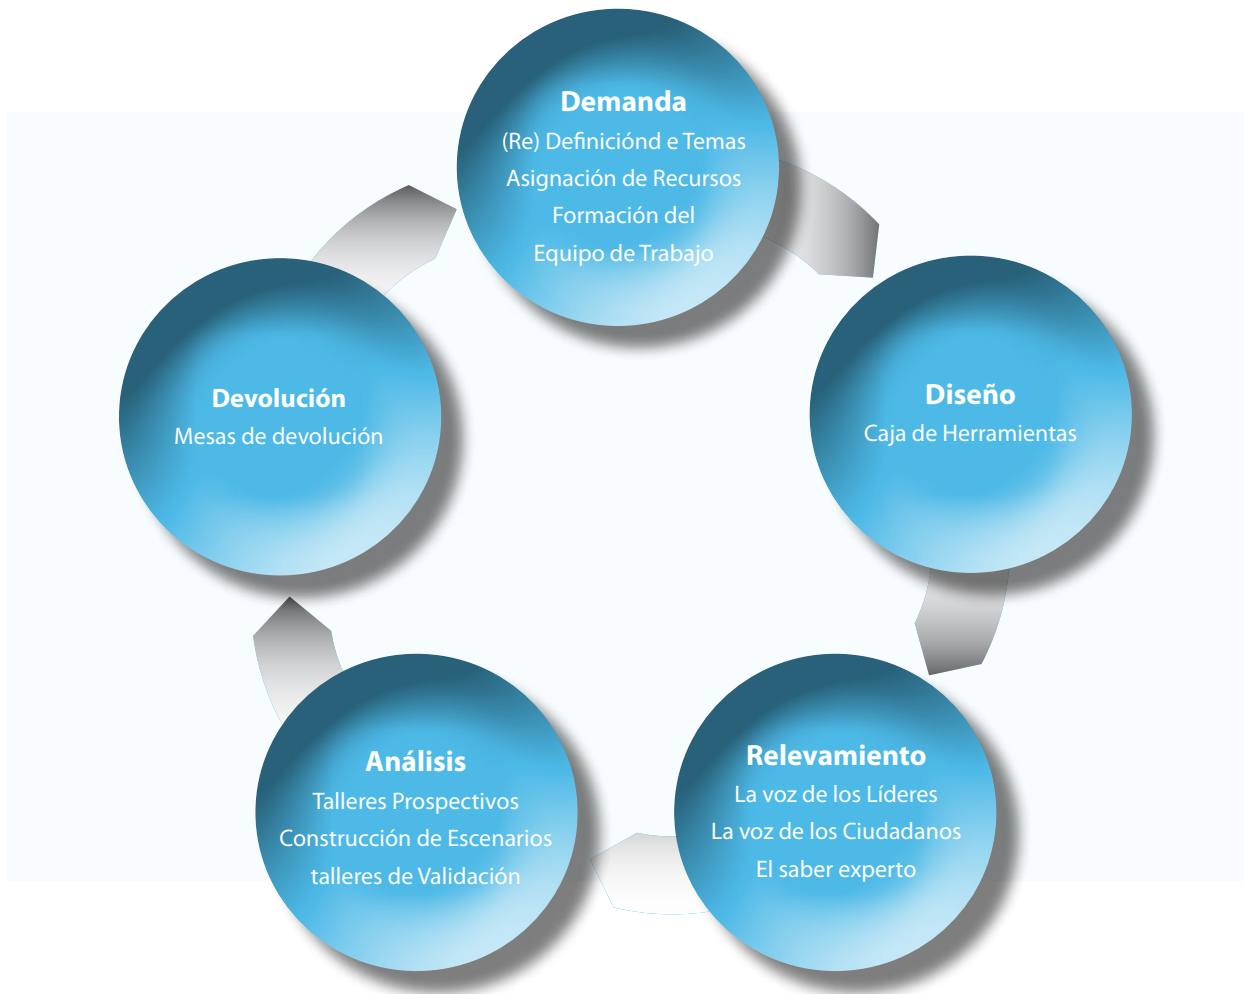 Demanda
(Re) Definiciónd e Temas
Asignación de Recursos
Formación del
Equipo de Trabajo
Diseño
Caja de Herramientas
Relevamiento
La voz de los Líderes
La voz de los Ciudadanos
El saber experto
Análisis
Talleres Prospectivos
Construcción de Escenarios
talleres de Validación
Devolución
Mesas de devolución